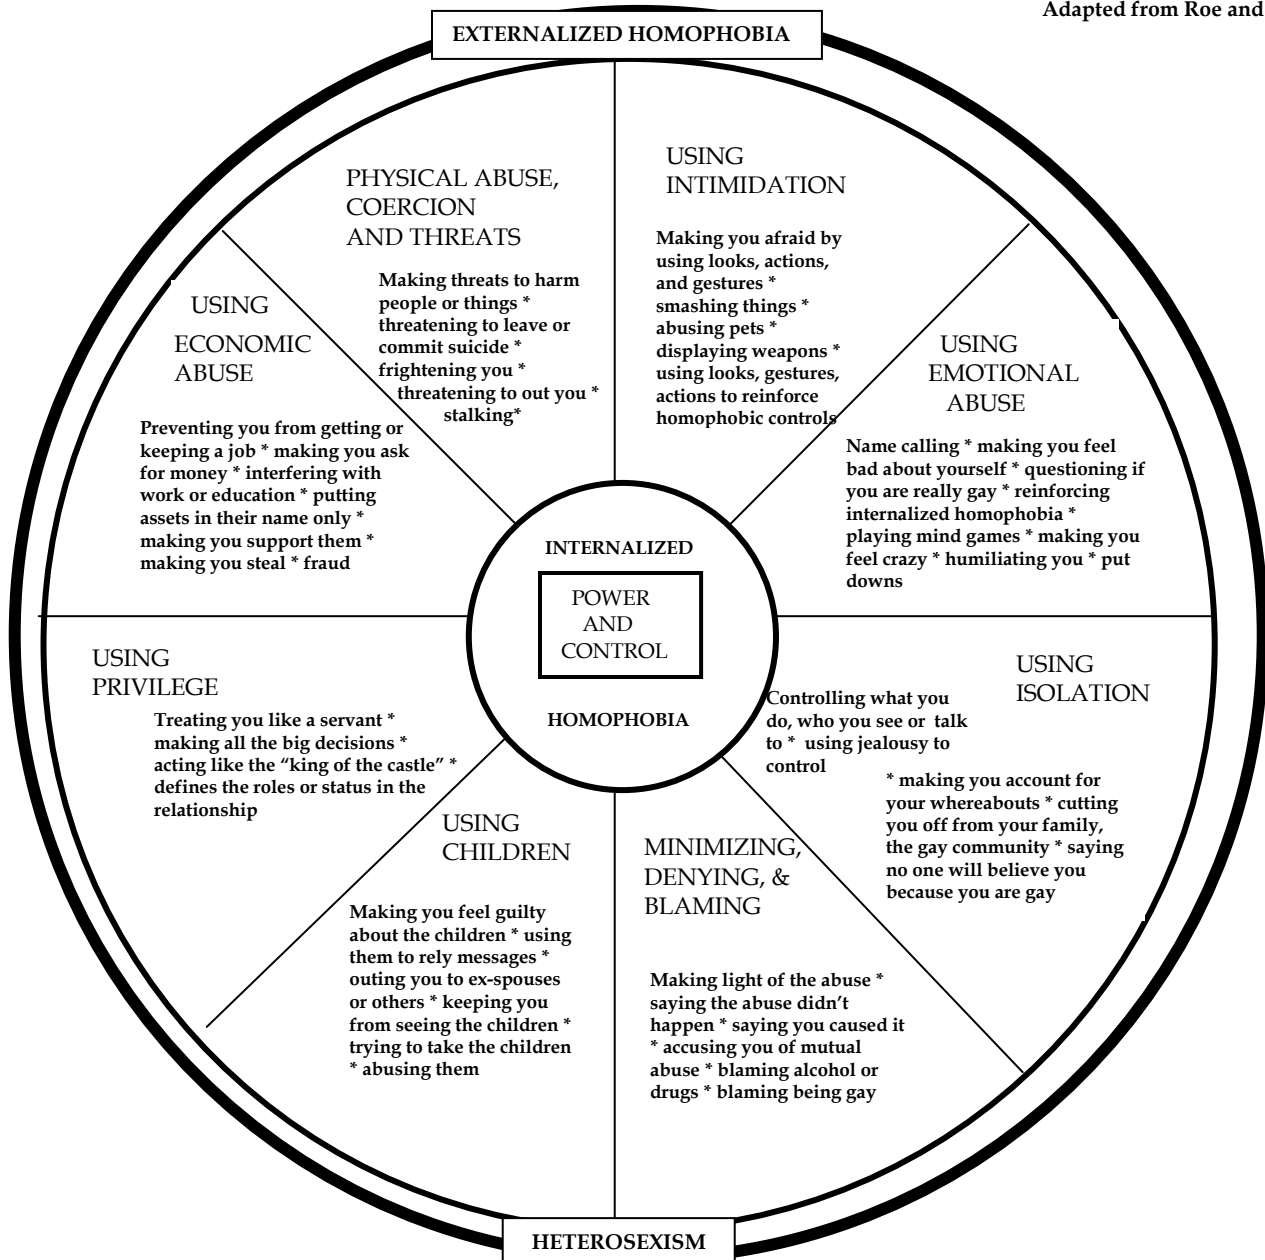 Adapted from Roe and
EXTERNALIZED HOMOPHOBIA
PHYSICAL ABUSE,
COERCION
AND THREATS
Making threats to harm
people or things *
threatening to leave or
commit suicide *
frightening you *
threatening to out you *
stalking*
USING
INTIMIDATION
Making you afraid by
using looks, actions,
and gestures *
smashing things *
abusing pets *
displaying weapons *
using looks, gestures,
actions to reinforce
homophobic controls
USING
ECONOMIC
ABUSE
Preventing you from getting or
keeping a job * making you ask
for money * interfering with
work or education * putting
assets in their name only *
making you support them *
making you steal * fraud
USING
EMOTIONAL
ABUSE
Name calling * making you feel
bad about yourself * questioning if
you are really gay * reinforcing
internalized homophobia *
playing mind games * making you
feel crazy * humiliating you * put
downs
INTERNALIZED
POWER
AND
CONTROL
HOMOPHOBIA
USING
PRIVILEGE
Treating you like a servant *
making all the big decisions *
acting like the “king of the castle” *
defines the roles or status in the
relationship
USING
ISOLATION
Controlling what you
do, who you see or talk
to * using jealousy to
control
* making you account for
your whereabouts * cutting
you off from your family,
the gay community * saying
no one will believe you
because you are gay
USING
CHILDREN
Making you feel guilty
about the children * using
them to rely messages *
outing you to ex-spouses
or others * keeping you
from seeing the children *
trying to take the children
* abusing them
MINIMIZING,
DENYING, &
BLAMING
Making light of the abuse *
saying the abuse didn’t
happen * saying you caused it
* accusing you of mutual
abuse * blaming alcohol or
drugs * blaming being gay
HETEROSEXISM